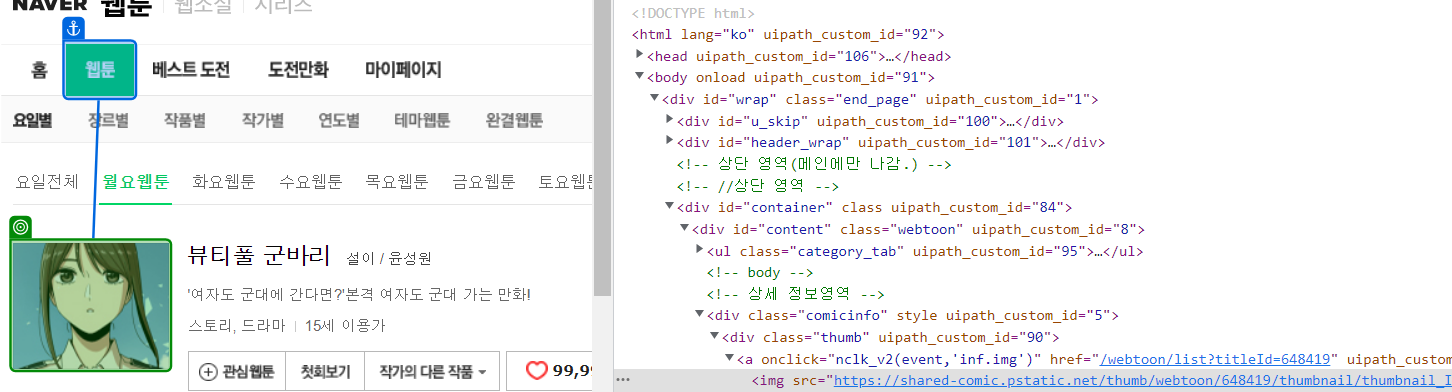 NAVER 웹툰 웹소설 시리즈
홈 웹툰 베스트 도전 도전만화 마이페이지
요일별 장르별 작품별 작가별 연도별 테마웹툰 완결웹툰
요일전체 월요웹툰 화요웹툰 수요웹툰 목요웹툰 금요웹툰 토요웹툰
뷰티풀 군바리 설이 / 윤성원
'여자도 군대에 간다면?'본격 여자도 군대 가는 만화!
스토리, 드라마 15세 이용가
관심웹툰 첫회보기 작가의 다른 작품 99,99
<!DOCTYPE html>
<html lang="ko" uipath_custom_id="92">
<head uipath_custom_id="106">…</head>
<body onload uipath_custom_id="91">
<div id="wrap" class="end_page" uipath_custom_id="1">
<div id="u_skip" uipath_custom_id="100">…</div>
<div id="header_wrap" uipath_custom_id="101">…</div>
<!-- 상단 영역(메인에만 나감.) -->
<!-- //상단 영역 -->
<div id="container" class uipath_custom_id="84">
<div id="content" class="webtoon" uipath_custom_id="8">
<ul class="category_tab" uipath_custom_id="95">…</ul>
<!-- body -->
<!-- 상세 정보영역 -->
<div class="comicinfo" style uipath_custom_id="5">
<div class="thumb" uipath_custom_id="90">
<a onclick="nclk_v2(event,'inf.img')" href="/webtoon/list?titleId=648419" uipath_custom
<img src="https://shared-comic.pstatic.net/thumb/webtoon/648419/thumbnail/thumbnail_